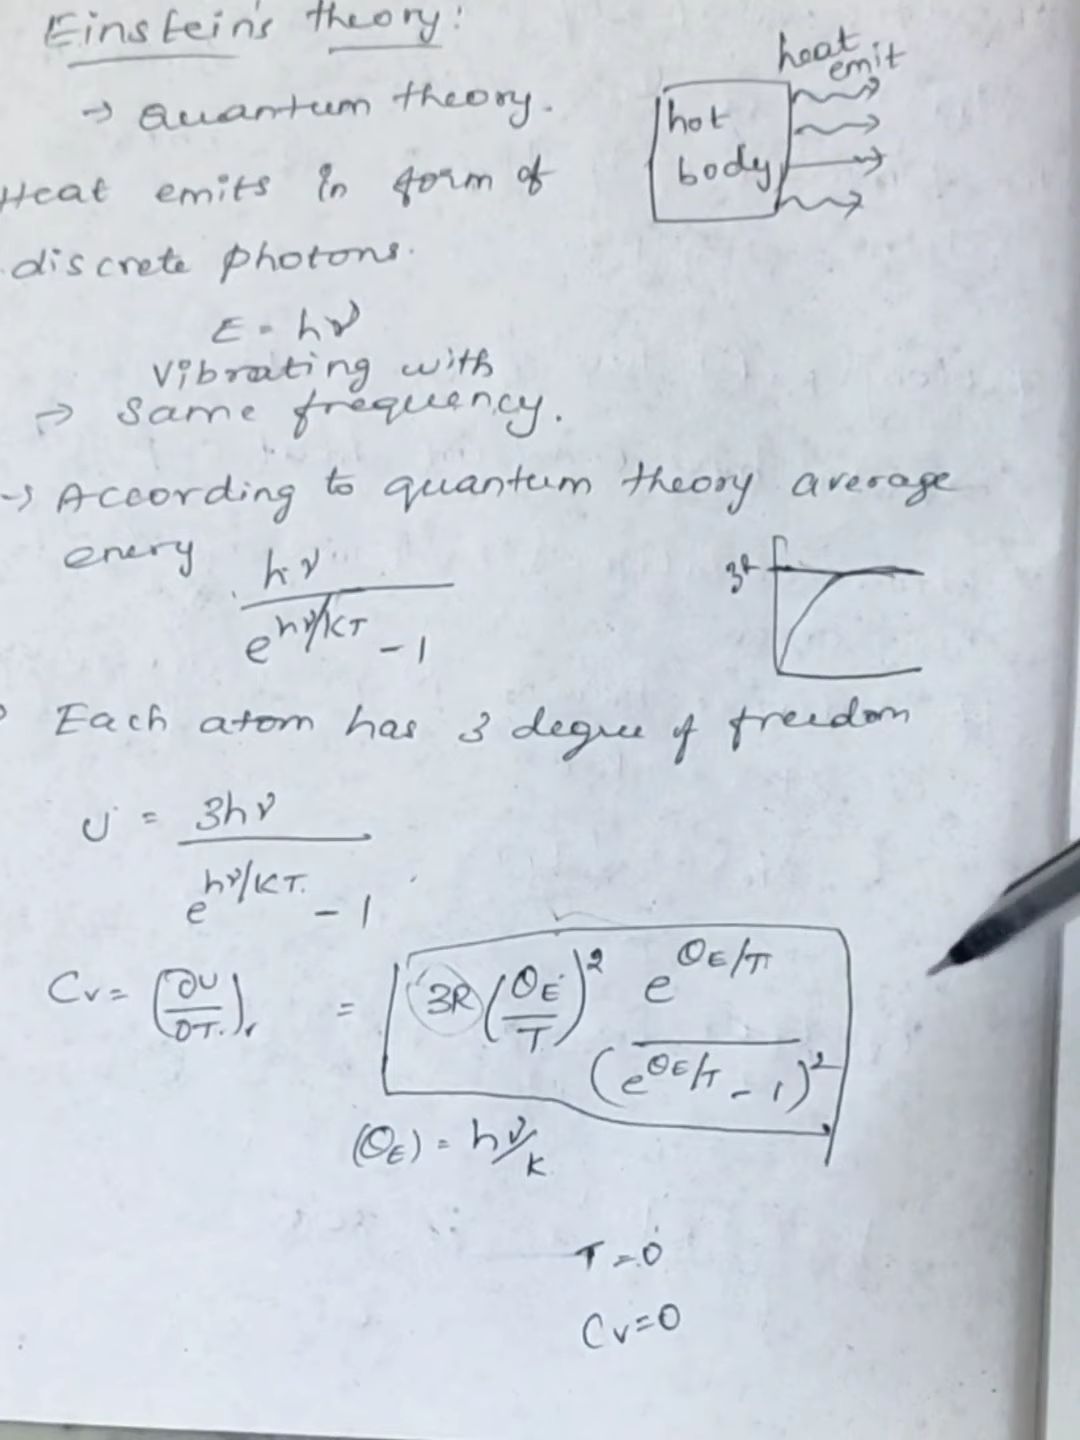 Einstein's theory:
→ Quantum theory.
heat emit
hot body
Heat emits in form of
discrete photons.
E = hν
Vibrating with
→ Same frequency.
→ According to quantum theory average
enery
hν
e^hν/KT - 1
3R
Each atom has 3 degree of freedom
U = 3hν
e^hν/KT. - 1
Cv = (∂U/∂T.)v = 3R (θE/T)² e^θE/T
(e^θE/T - 1)²
(θE) = hν/K
T = 0
Cv = 0